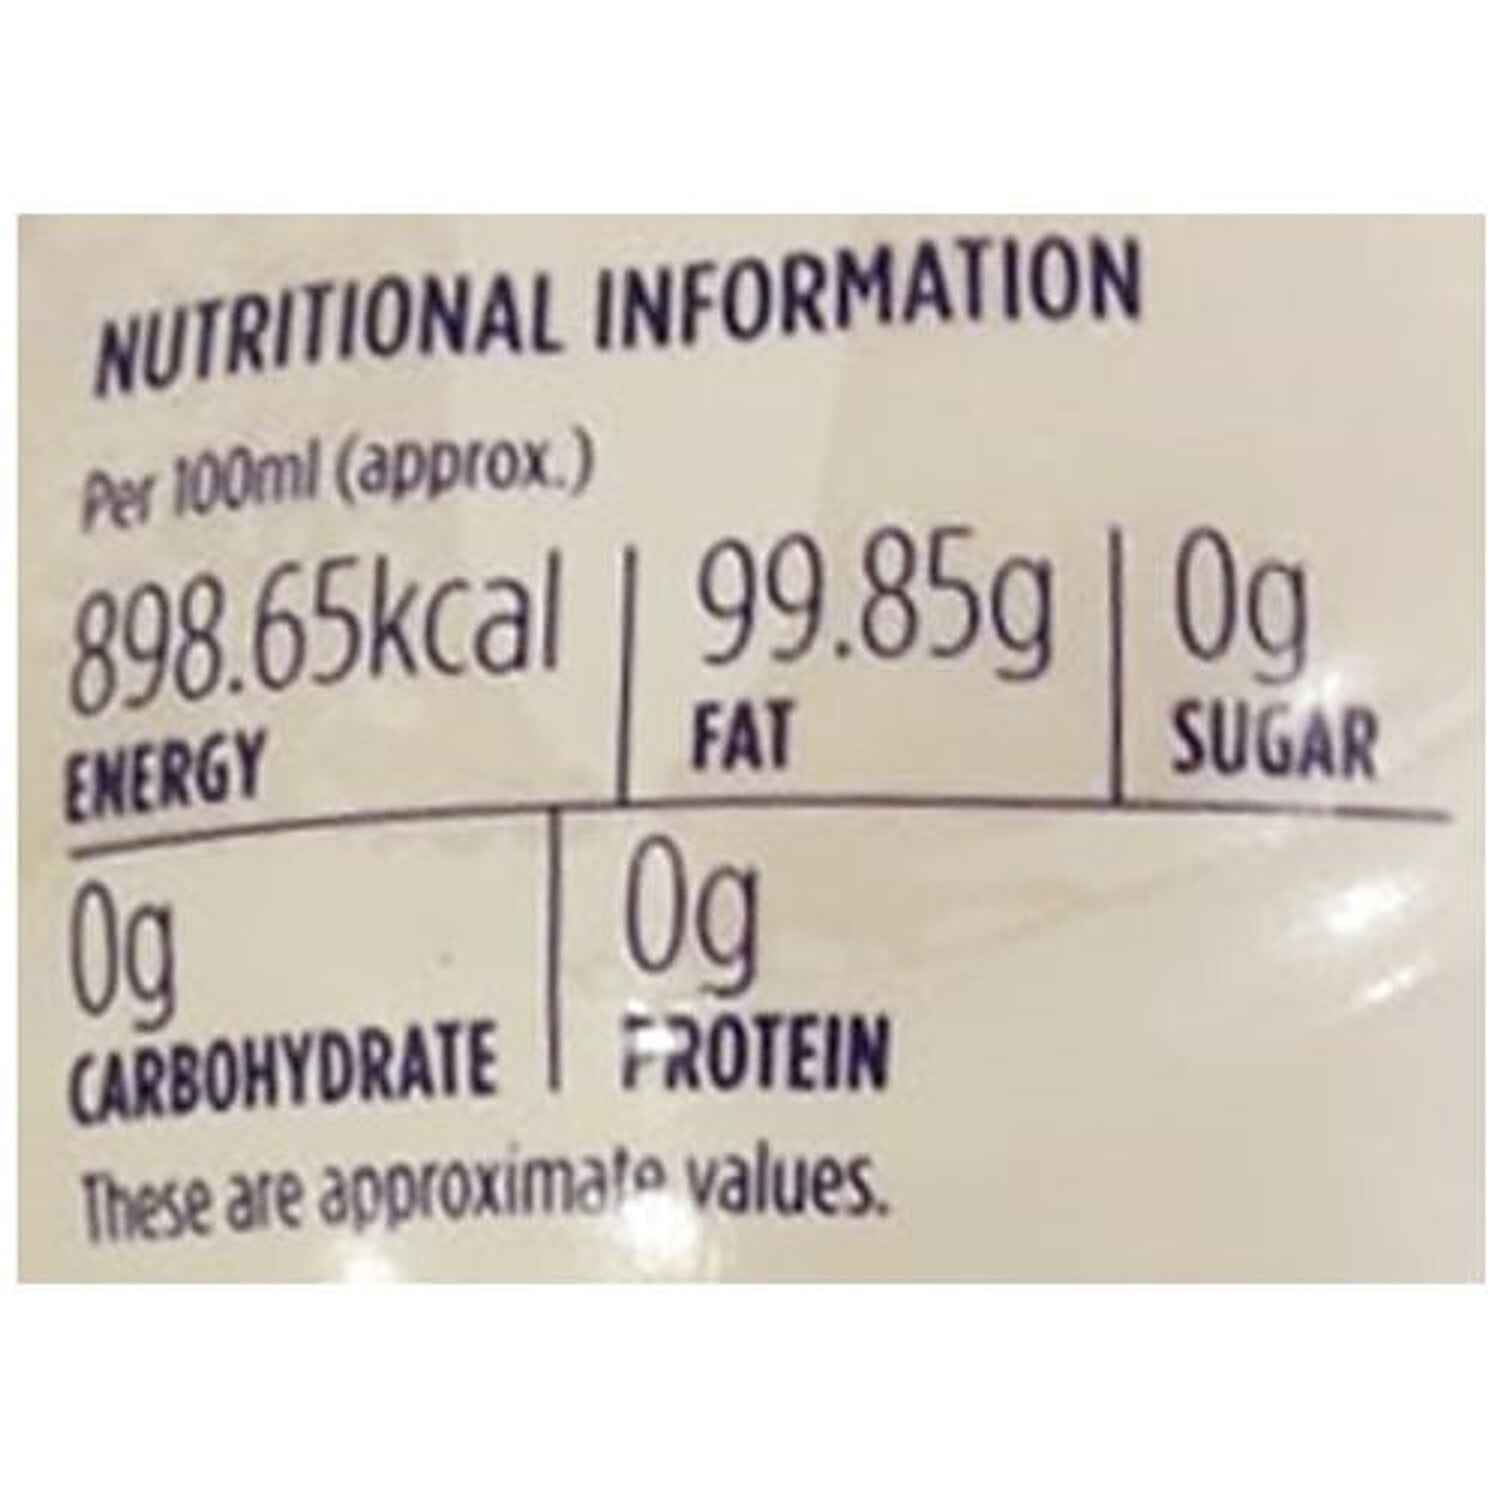 NUTRITIONAL INFORMATION
Per 100ml (approx.)
898.65kcal 99.85g 0g
ENERGY FAT SUGAR
0g 0g
CARBOHYDRATE PROTEIN
These are approximate values.